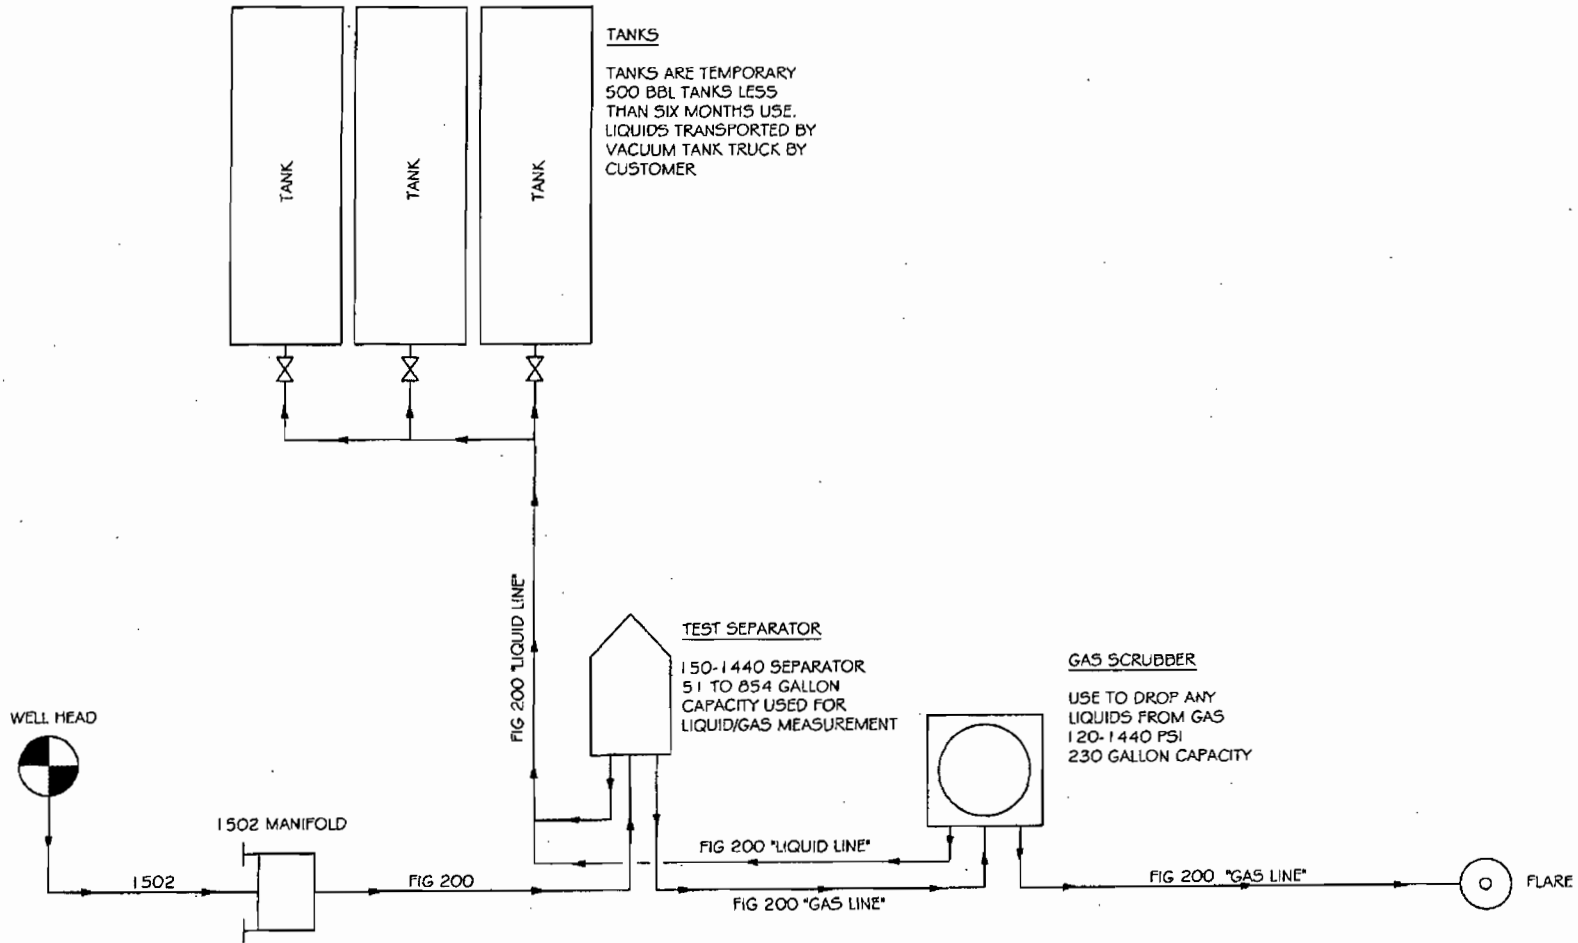 TANKS
TANKS ARE TEMPORARY
500 BBL TANKS LESS
THAN SIX MONTHS USE.
LIQUIDS TRANSPORTED BY
VACUUM TANK TRUCK BY
CUSTOMER
TANK
TANK
TANK
FIG 200 "LIQUID LINE"
TEST SEPARATOR
150-1440 SEPARATOR
51 TO 854 GALLON
CAPACITY USED FOR
LIQUID/GAS MEASUREMENT
GAS SCRUBBER
USE TO DROP ANY
LIQUIDS FROM GAS
120-1440 PSI
230 GALLON CAPACITY
WELL HEAD
1502 MANIFOLD
1502
FIG 200
FIG 200 "LIQUID LINE"
FIG 200 "GAS LINE"
FIG 200 "GAS LINE"
FLARE